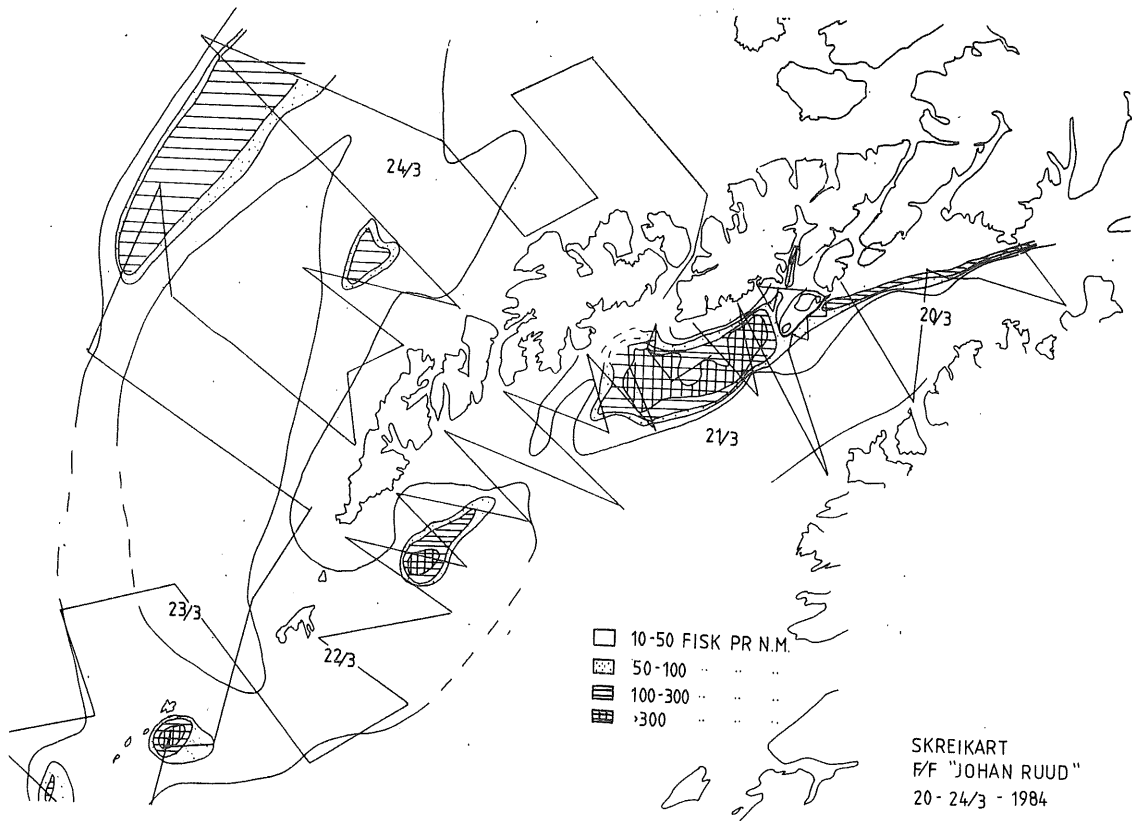 24/3
20/3
21/3
23/3
22/3
10-50 FISK PR N.M.
50-100 " " "
100-300 " " "
>300 " " "
SKREIKART
F/F "JOHAN RUUD"
20- 24/3 - 1984